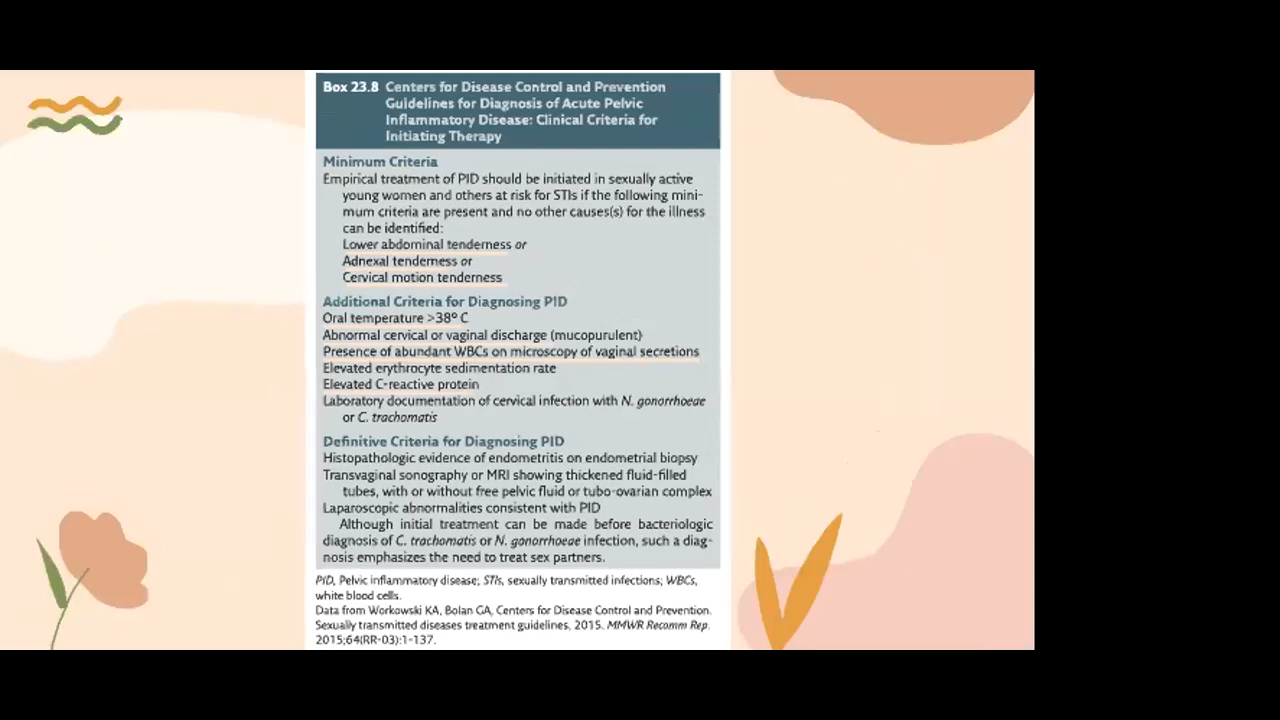 Box 23.8 Centers for Disease Control and Prevention
Guidelines for Diagnosis of Acute Pelvic
Inflammatory Disease: Clinical Criteria for
Initiating Therapy
Minimum Criteria
Empirical treatment of PID should be initiated in sexually active
young women and others at risk for STIs if the following mini-
mum criteria are present and no other causes(s) for the illness
can be identified:
Lower abdominal tenderness or
Adnexal tenderness or
Cervical motion tenderness
Additional Criteria for Diagnosing PID
Oral temperature >38° C
Abnormal cervical or vaginal discharge (mucopurulent)
Presence of abundant WBCs on microscopy of vaginal secretions
Elevated erythrocyte sedimentation rate
Elevated C-reactive protein
Laboratory documentation of cervical infection with N. gonorrhoeae
or C. trachomatis
Definitive Criteria for Diagnosing PID
Histopathologic evidence of endometritis on endometrial biopsy
Transvaginal sonography or MRI showing thickened fluid-filled
tubes, with or without free pelvic fluid or tubo-ovarian complex
Laparoscopic abnormalities consistent with PID
Although initial treatment can be made before bacteriologic
diagnosis of C. trachomatis or N. gonorrhoeae infection, such a diag-
nosis emphasizes the need to treat sex partners.
PID, Pelvic inflammatory disease; STIs, sexually transmitted infections; WBCs,
white blood cells.
Data from Workowski KA, Bolan GA, Centers for Disease Control and Prevention.
Sexually transmitted diseases treatment guidelines, 2015. MMWR Recomm Rep.
2015;64(RR-03):1-137.